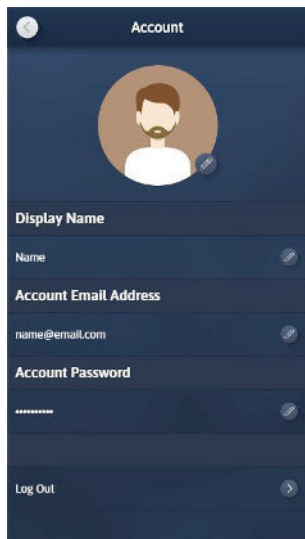 Account
Display Name
Name
Account Email Address
name@email.com
Account Password
••••••••••
Log Out